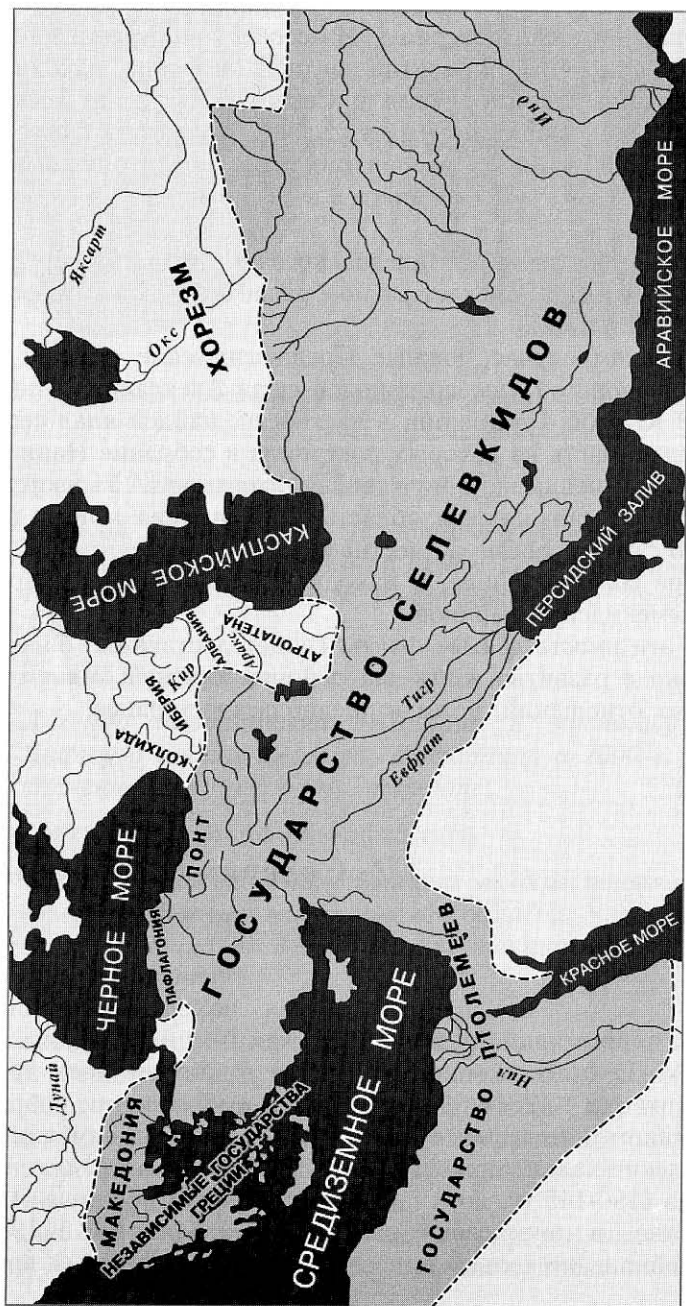 Дунай
МАКЕДОНИЯ
НЕЗАВИСИМЫЕ ГОСУДАРСТВА
ГРЕЦИИ
ЧЕРНОЕ МОРЕ
ПАФЛАГОНИЯ
ПОНТ
КОЛХИДА
ИБЕРИЯ
Кир
АЛБАНИЯ
Аракс
АТРОПАТЕНА
КАСПИЙСКОЕ МОРЕ
Яксарт
Окс
ХОРЕЗМ
ГОСУДАРСТВО СЕЛЕВКИДОВ
Инд
Тигр
Евфрат
СРЕДИЗЕМНОЕ МОРЕ
ГОСУДАРСТВО ПТОЛЕМЕЕВ
Нил
КРАСНОЕ МОРЕ
ПЕРСИДСКИЙ ЗАЛИВ
АРАВИЙСКОЕ МОРЕ